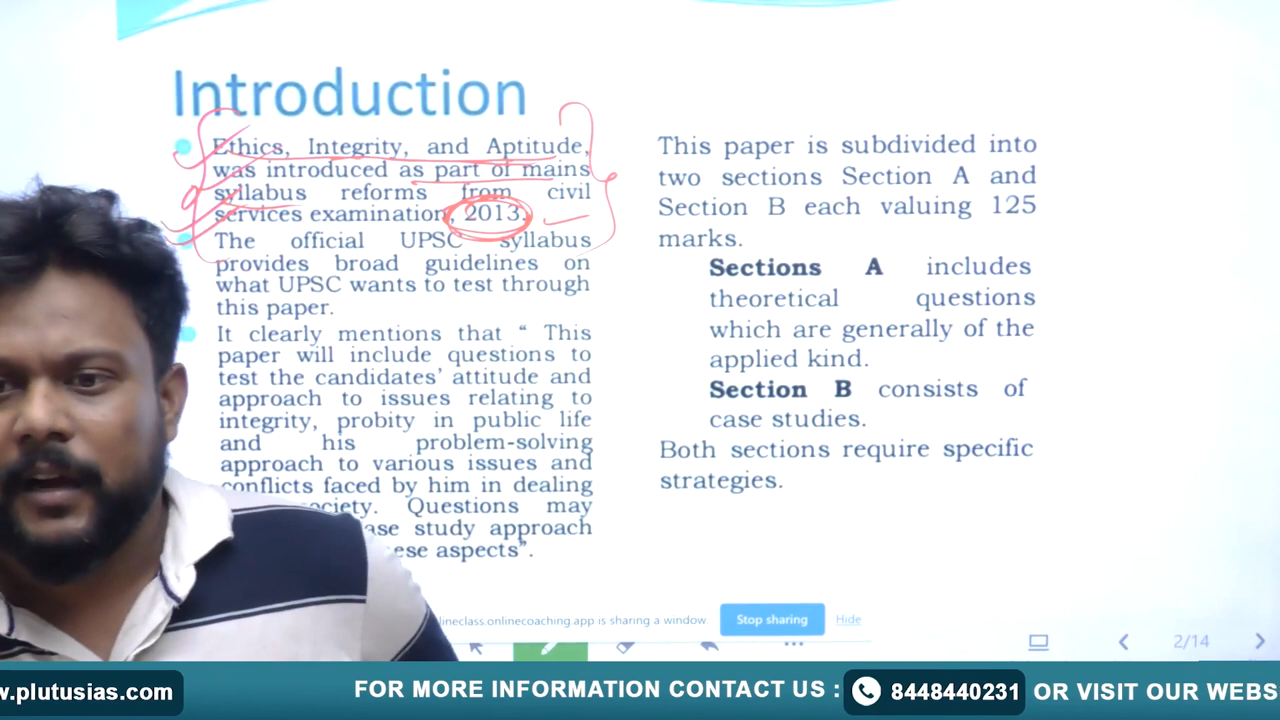 Introduction
Ethics, Integrity, and Aptitude,
was introduced as part of mains
syllabus reforms from civil
services examination, 2013.
The official UPSC syllabus
provides broad guidelines on
what UPSC wants to test through
this paper.
It clearly mentions that “ This
paper will include questions to
test the candidates’ attitude and
approach to issues relating to
integrity, probity in public life
and his problem-solving
approach to various issues and
conflicts faced by him in dealing
ociety. Questions may
ase study approach
ese aspects”.
This paper is subdivided into
two sections Section A and
Section B each valuing 125
marks.
Sections A includes
theoretical questions
which are generally of the
applied kind.
Section B consists of
case studies.
Both sections require specific
strategies.
lineclass.onlinecoaching.app is sharing a window. Stop sharing Hide
2/14
w.plutusias.com FOR MORE INFORMATION CONTACT US : 8448440231 OR VISIT OUR WEBS